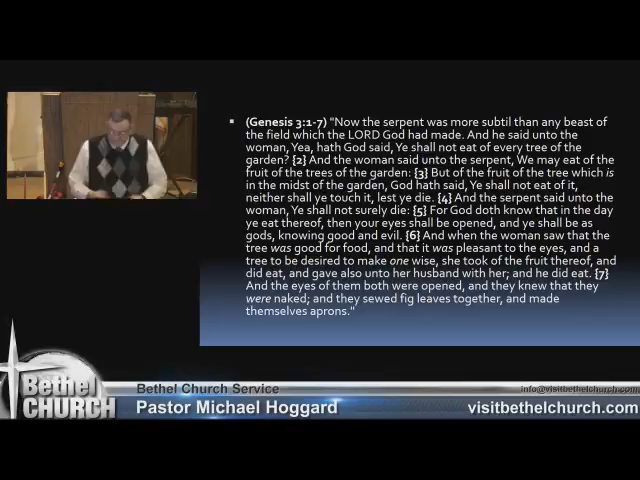 ▪ (Genesis 3:1-7) "Now the serpent was more subtil than any beast of
the field which the LORD God had made. And he said unto the
woman, Yea, hath God said, Ye shall not eat of every tree of the
garden? {2} And the woman said unto the serpent, We may eat of the
fruit of the trees of the garden: {3} But of the fruit of the tree which is
in the midst of the garden, God hath said, Ye shall not eat of it,
neither shall ye touch it, lest ye die. {4} And the serpent said unto the
woman, Ye shall not surely die: {5} For God doth know that in the day
ye eat thereof, then your eyes shall be opened, and ye shall be as
gods, knowing good and evil. {6} And when the woman saw that the
tree was good for food, and that it was pleasant to the eyes, and a
tree to be desired to make one wise, she took of the fruit thereof, and
did eat, and gave also unto her husband with her; and he did eat. {7}
And the eyes of them both were opened, and they knew that they
were naked; and they sewed fig leaves together, and made
themselves aprons."
Bethel
CHURCH
Bethel Church Service
info@visitbethelchurch.com
Pastor Michael Hoggard
visitbethelchurch.com